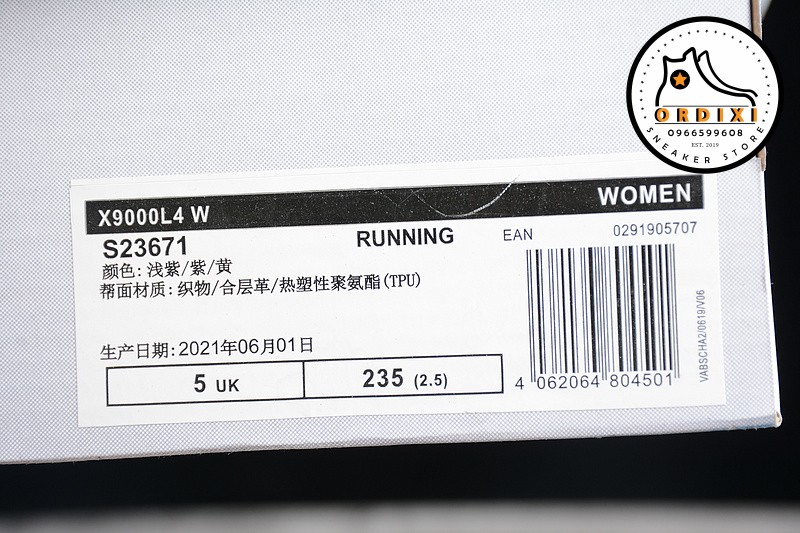 ORDIXI
0966599608
EST. 2019
SNEAKER STORE
X9000L4 W
WOMEN
S23671
RUNNING
EAN
0291905707
颜色: 浅紫/紫/黄
帮面材质: 织物/合层革/热塑性聚氨酯(TPU)
生产日期: 2021年06月01日
5 UK
235 (2.5)
4 062064 804501
VABSCHA2/0619/V06